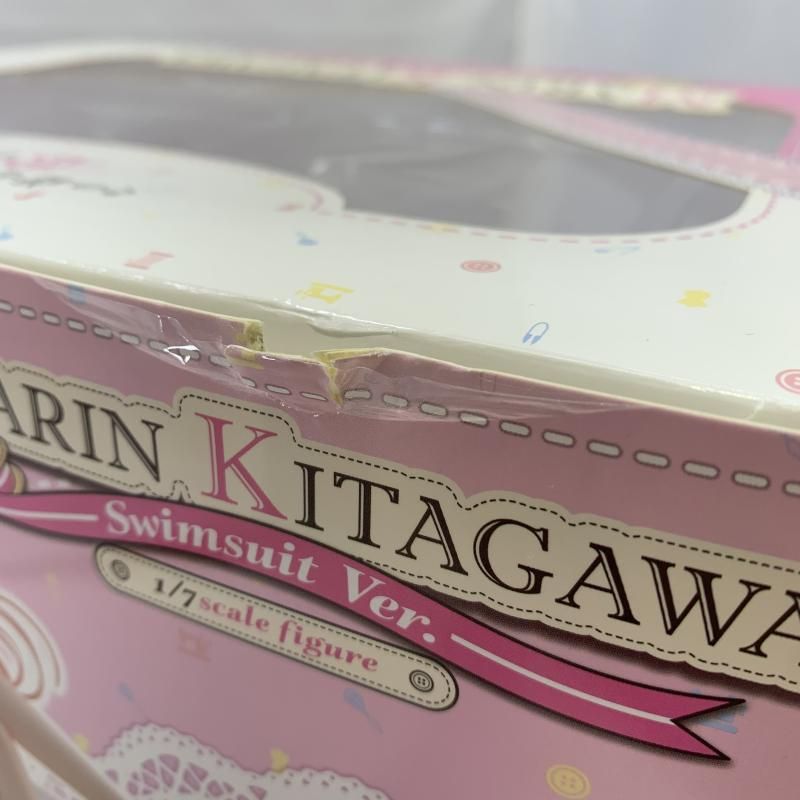 ARIN KITAGAWA
Swimsuit Ver.
1/7 scale figure